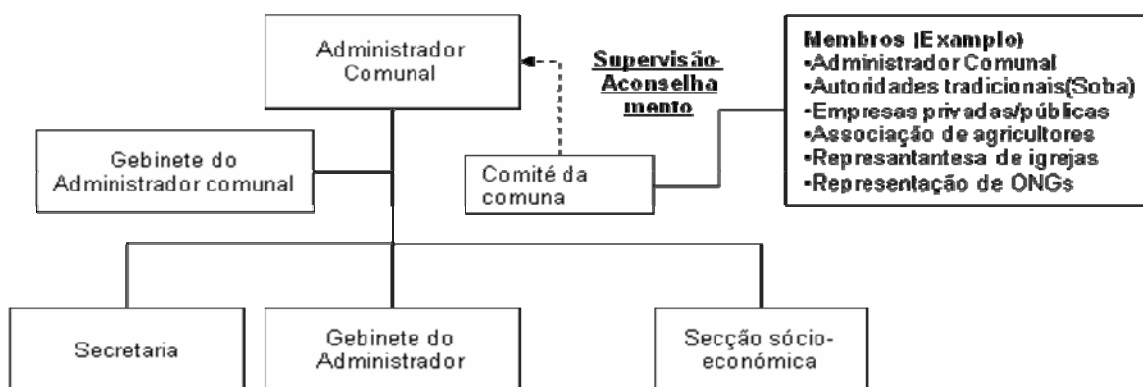 Administrador
Comunal
Supervisão-
Aconselha
mento
Membros (Examplo)
•Administrador Comunal
•Autoridades tradicionais(Soba)
•Empresas privadas/públicas
•Associação de agricultores
•Represantantesa de igrejas
•Representação de ONGs
Gebinete do
Administrador comunal
Comité da
comuna
Secretaria
Gebinete do
Administrador
Secção sócio-
económica